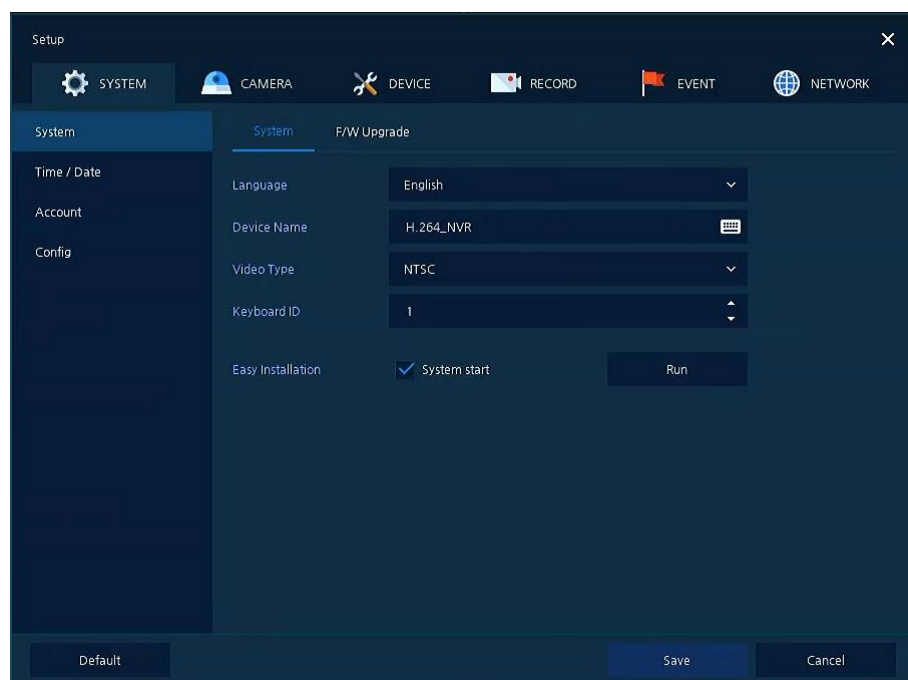 Setup
SYSTEM CAMERA DEVICE RECORD EVENT NETWORK
System System F/W Upgrade
Time / Date
Account
Config
Language English
Device Name H.264_NVR
Video Type NTSC
Keyboard ID 1
Easy Installation System start Run
Default Save Cancel